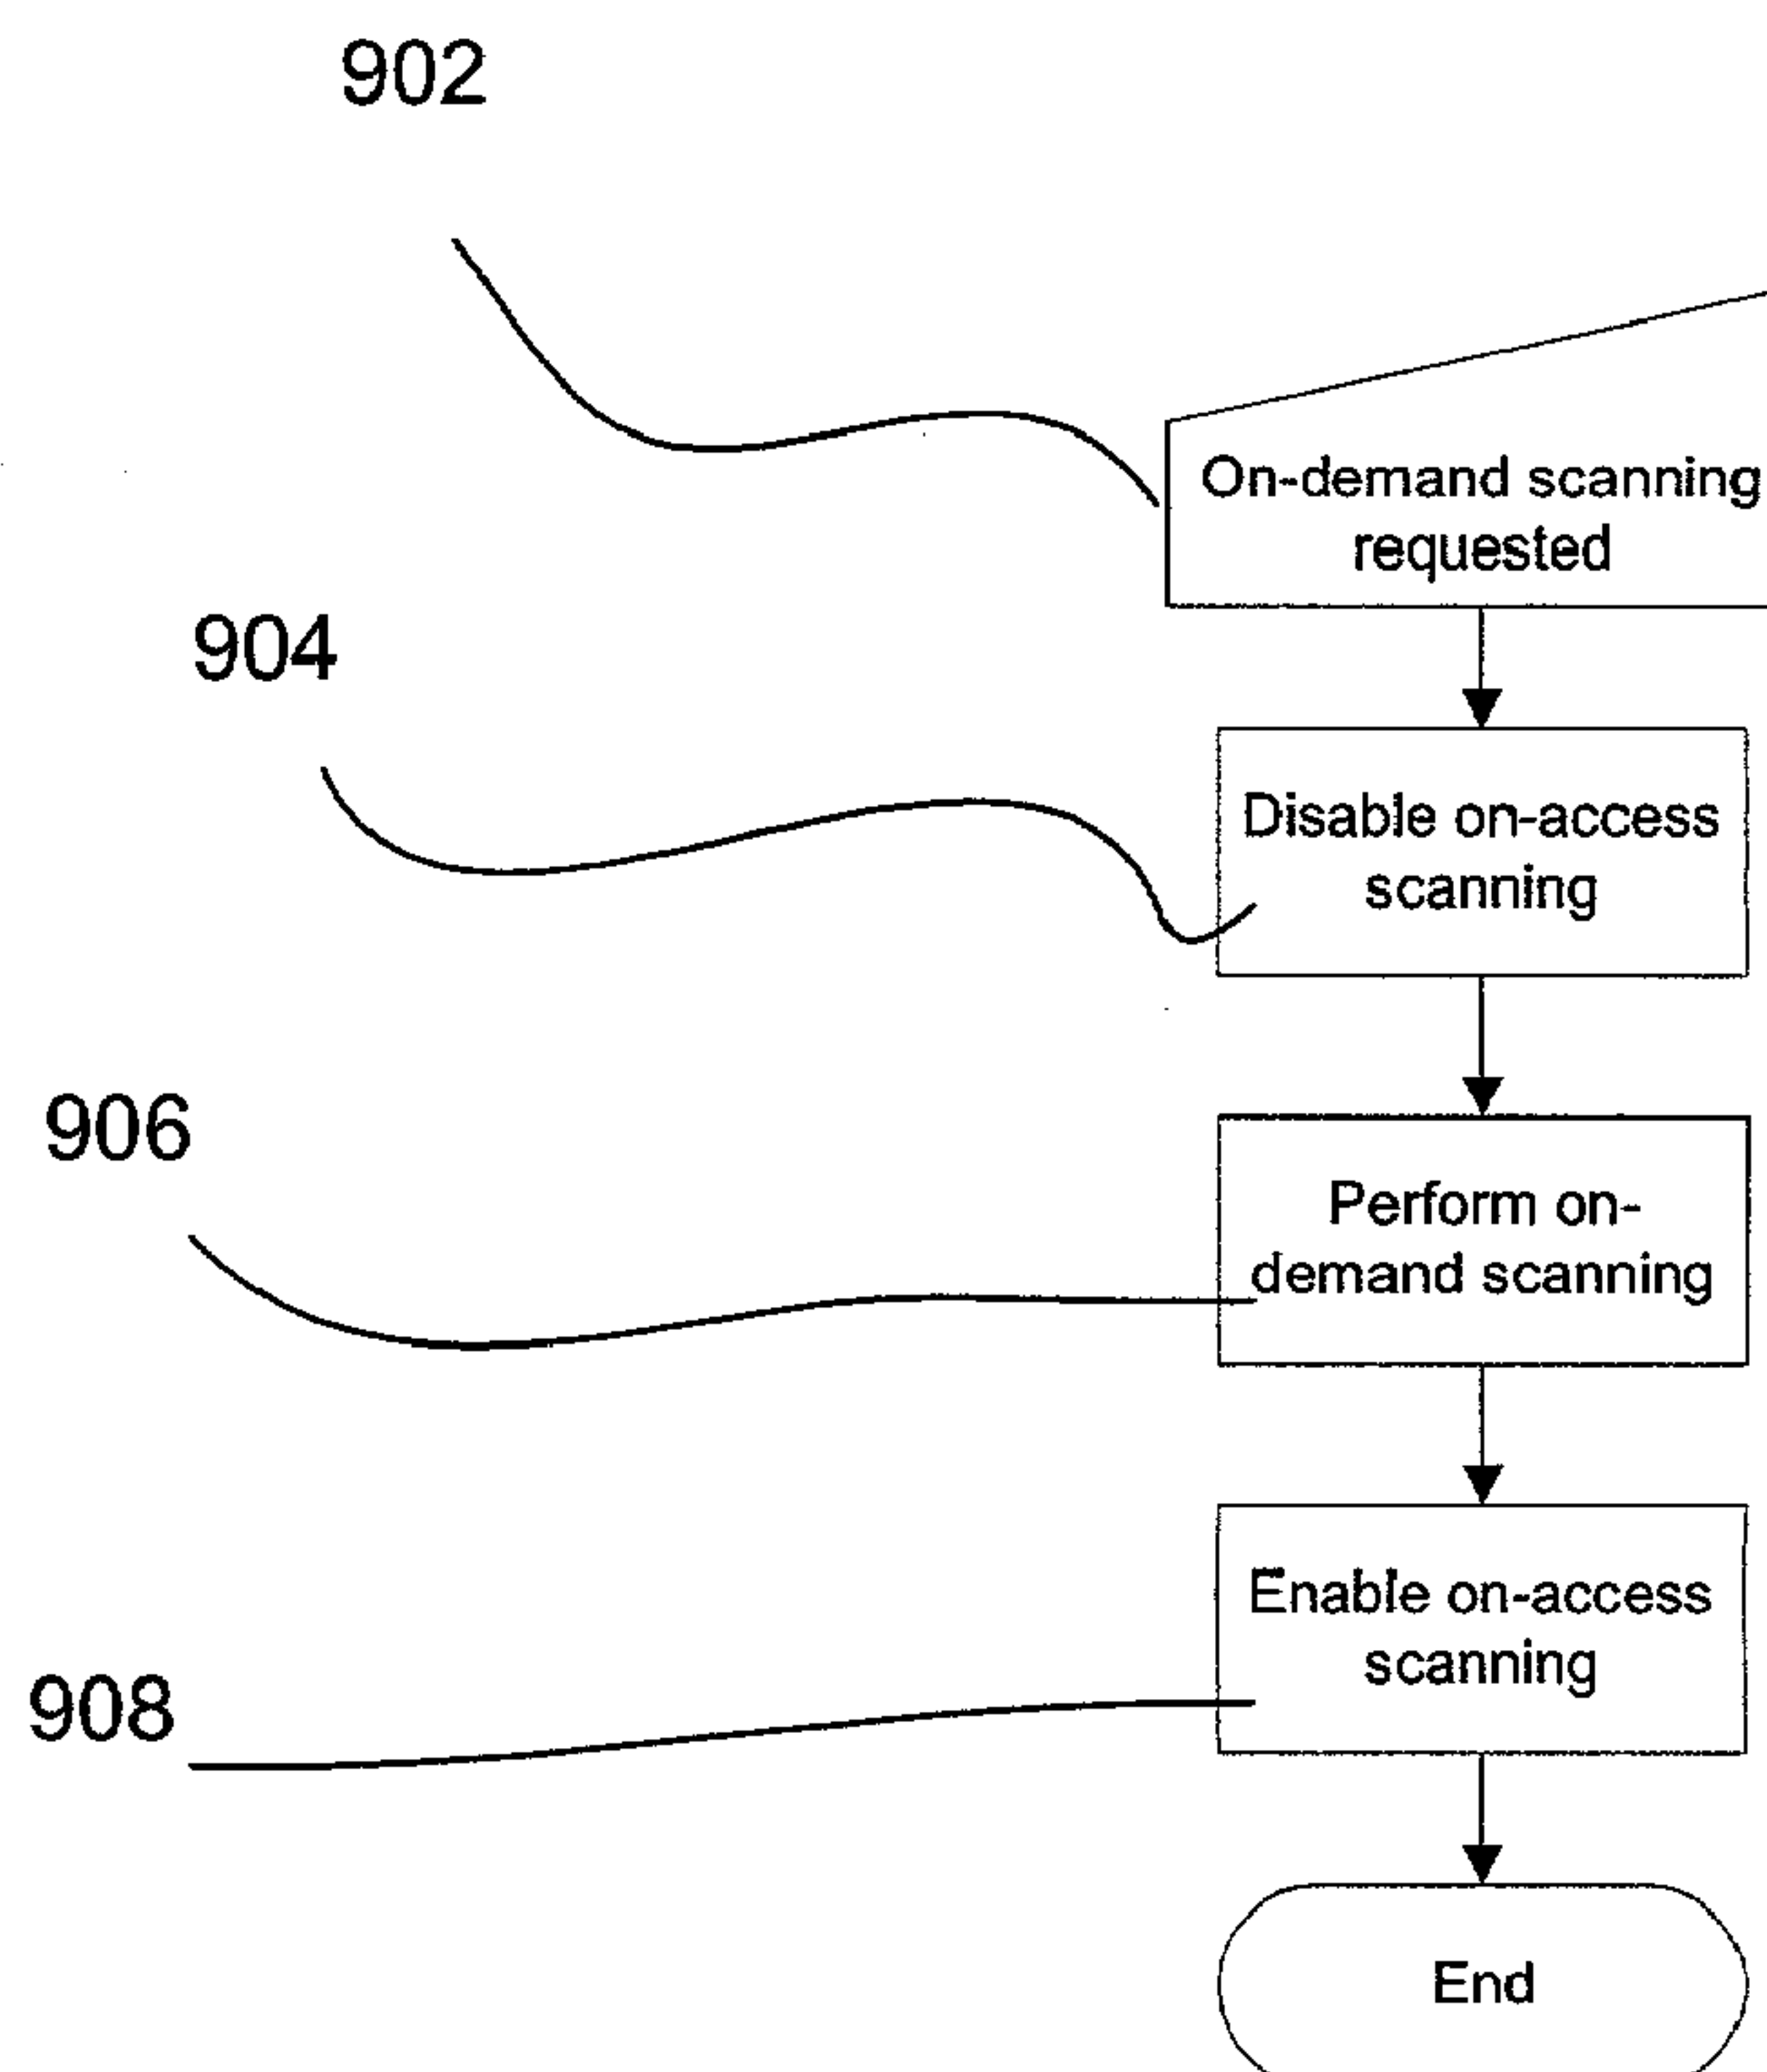 902
On-demand scanning
requested
904
Disable on-access
scanning
906
Perform on-
demand scanning
Enable on-access
scanning
908
End